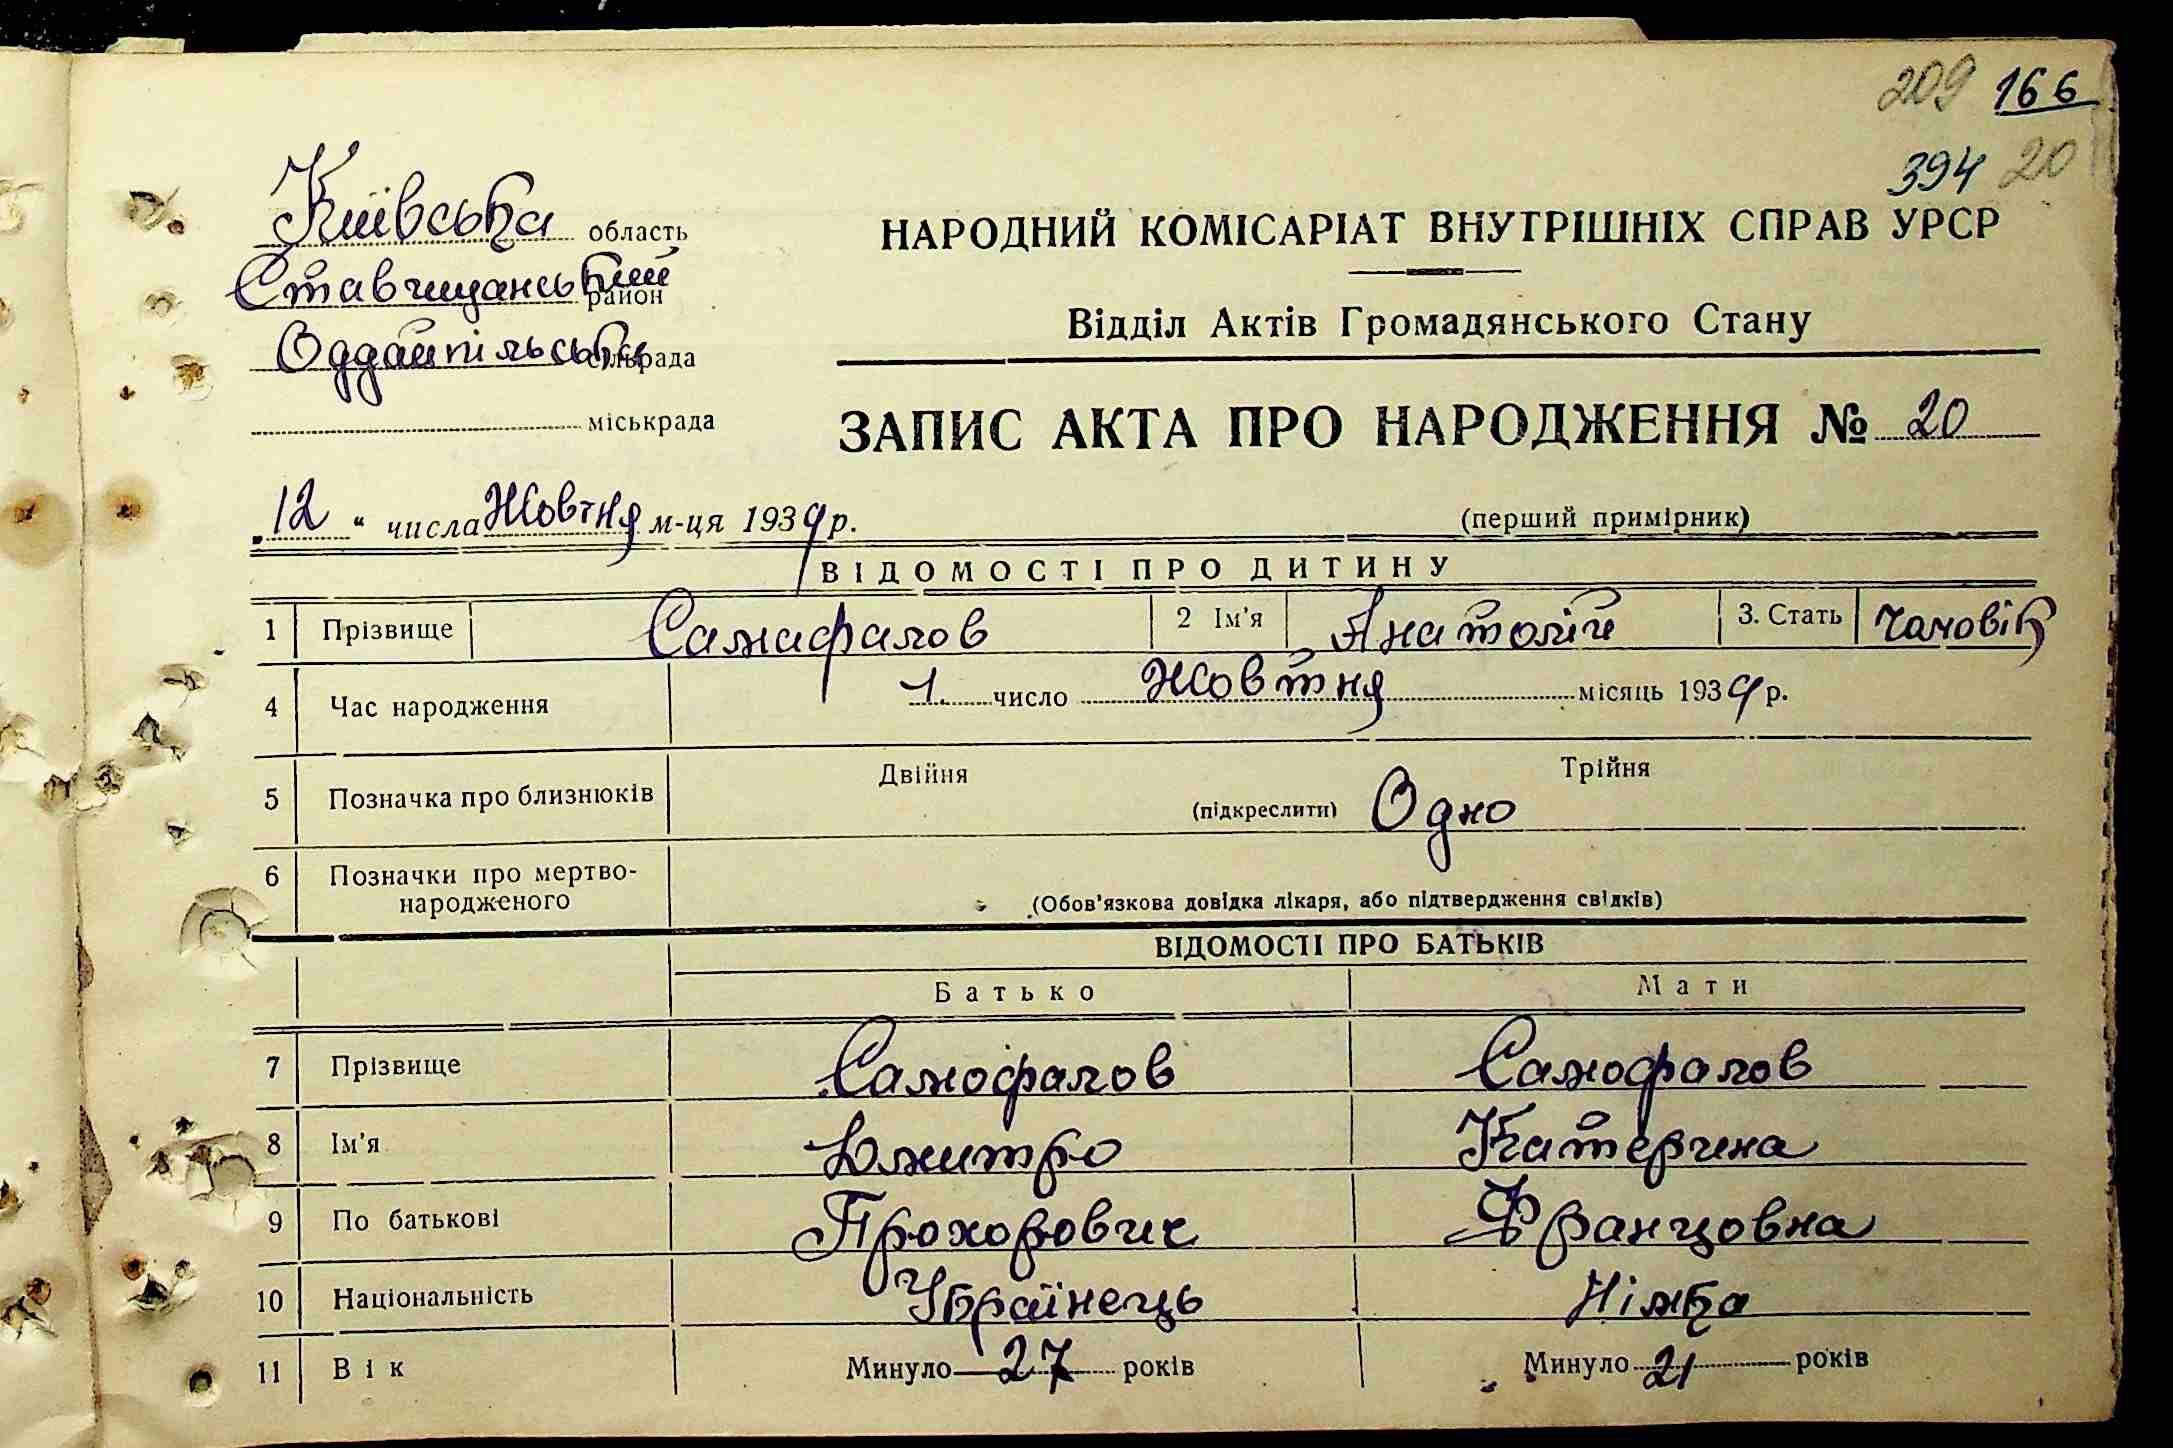 209 166
394 20
Київська область
Ставищанський район
Оддайпільська сільрада
міськрада
НАРОДНИЙ КОМІСАРІАТ ВНУТРІШНІХ СПРАВ УРСР
Відділ Актів Громадянського Стану
ЗАПИС АКТА ПРО НАРОДЖЕННЯ № 20
„12“ числа Жовтня м-ця 1939 р.
(перший примірник)
ВІДОМОСТІ ПРО ДИТИНУ
1 Прізвище Самафалов 2 Ім'я Анатолій 3. Стать чоловік
4 Час народження 1. число Жовтня місяць 1939 р.
5 Позначка про близнюків Двійня (підкреслити) Одно Трійня
6 Позначки про мертво-
народженого (Обов'язкова довідка лікаря, або підтвердження свідків)
ВІДОМОСТІ ПРО БАТЬКІВ
Батько Мати
7 Прізвище Самофалов Самофалов
8 Ім'я Дмитро Катерина
9 По батькові Прохорович Францовна
10 Національність Українець Німка
11 Вік Минуло 27 років Минуло 21 років